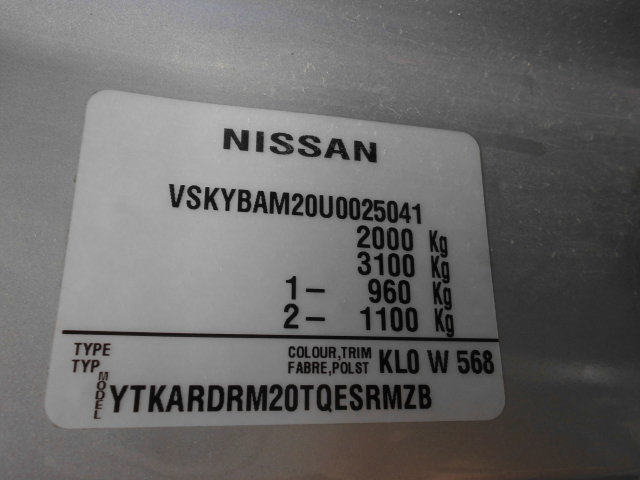 NISSAN
VSKYBAM20U0025041
2000 Kg
3100 Kg
1- 960 Kg
2- 1100 Kg
TYPE COLOUR,TRIM
TYP FABRE,POLST KL0 W 568
MODEL YTKARDRM20TQESRMZB